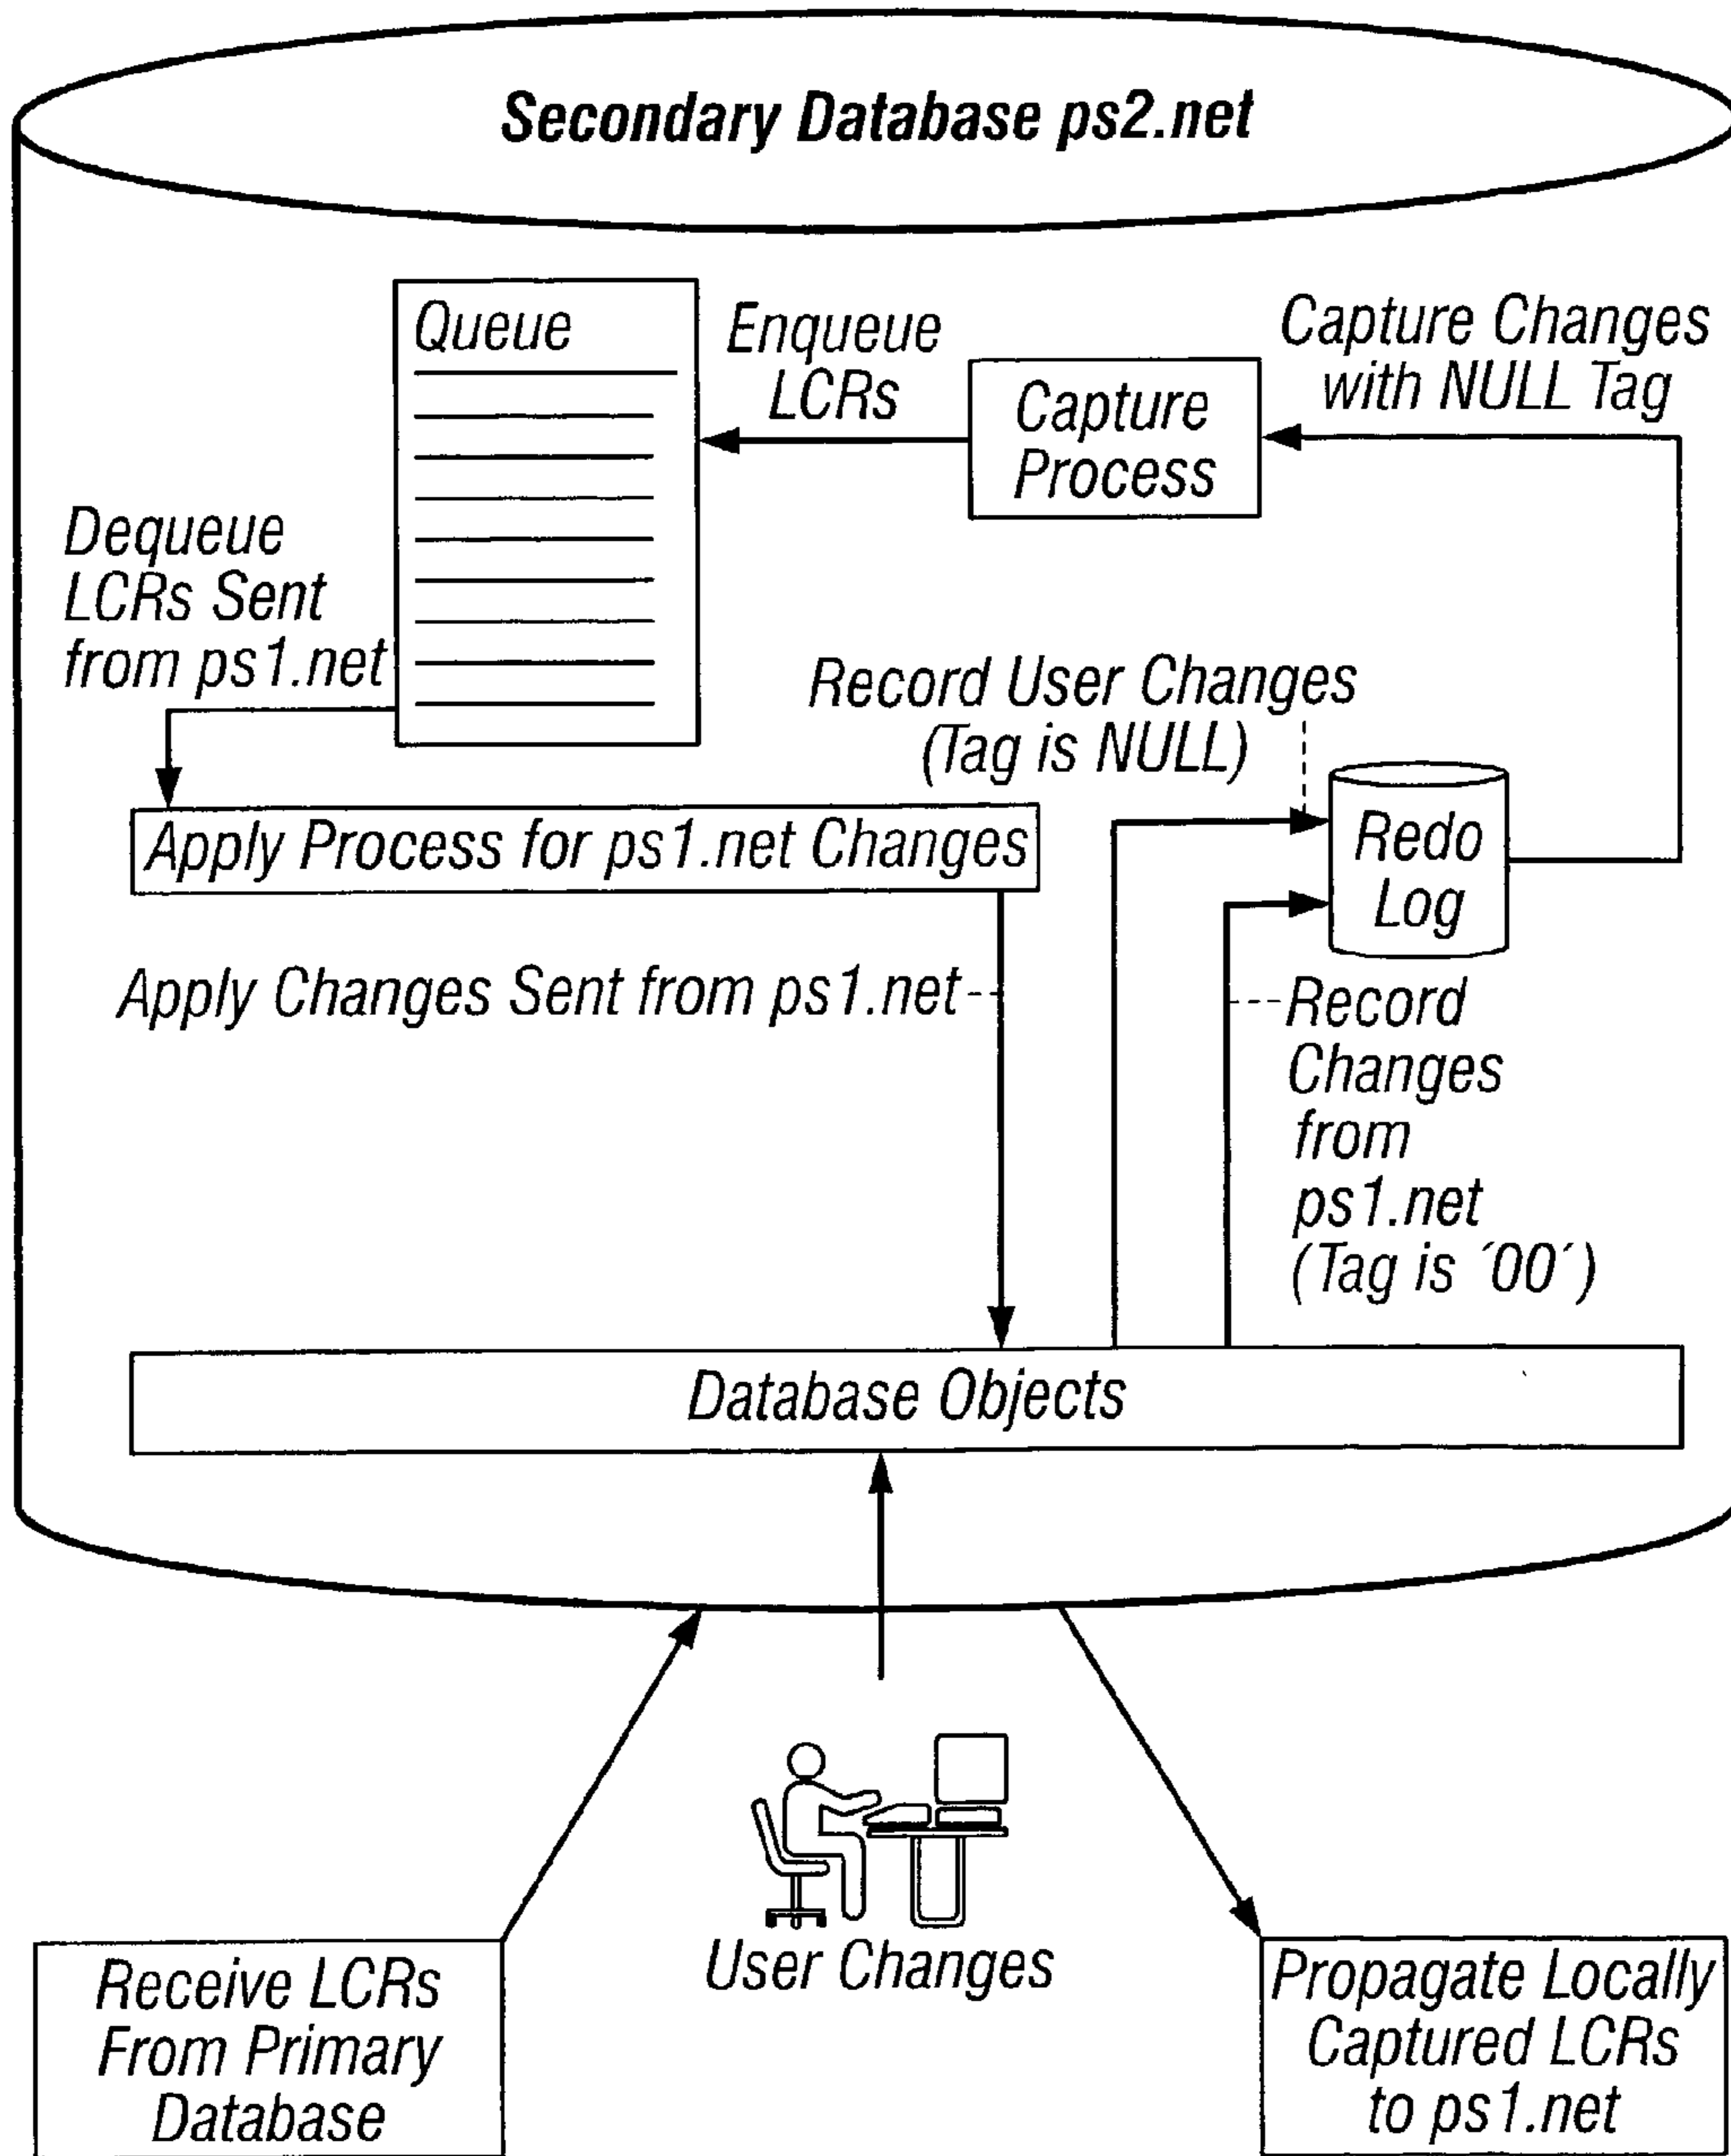 Secondary Database ps2.net
Queue
Enqueue
LCRs
Capture
Process
Capture Changes
with NULL Tag
Dequeue
LCRs Sent
from ps1.net
Record User Changes
(Tag is NULL)
Apply Process for ps1.net Changes
Redo
Log
Apply Changes Sent from ps1.net
Record
Changes
from
ps1.net
(Tag is ´00´)
Database Objects
User Changes
Receive LCRs
From Primary
Database
Propagate Locally
Captured LCRs
to ps1.net